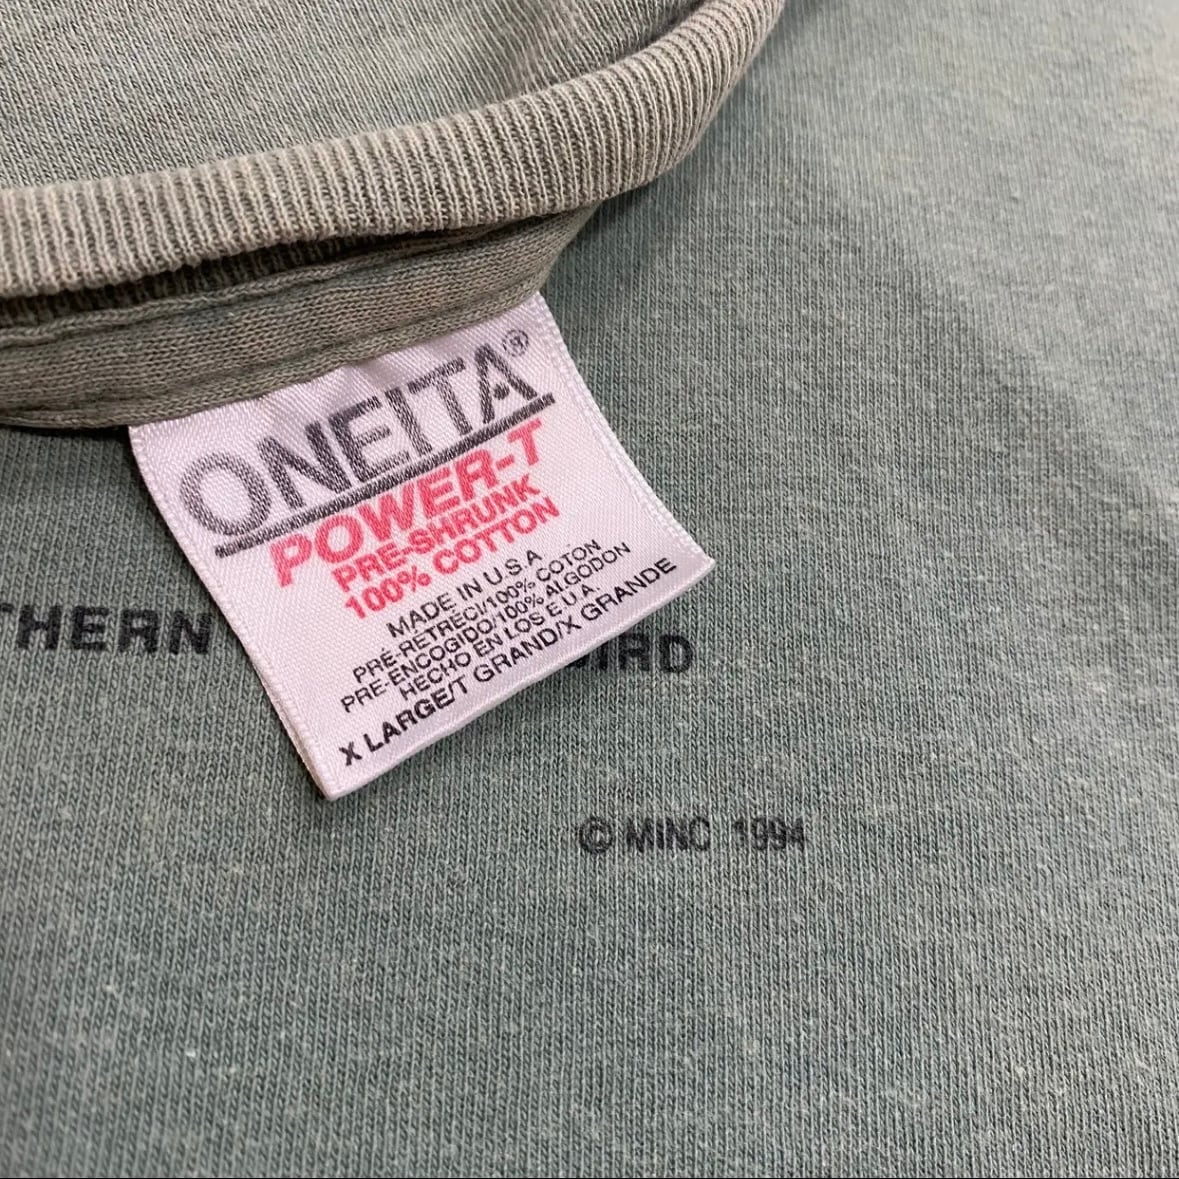 ONEITA®
POWER-T
PRE-SHRUNK
100% COTTON
MADE IN U.S.A
PRÉ-RETRÉCI/100% COTON
PRE-ENCOGIDO/100% ALGODON
HECHO EN LOS E.U.A.
X LARGE/T GRAND/X GRANDE
THERN IRD
© MINC 1994